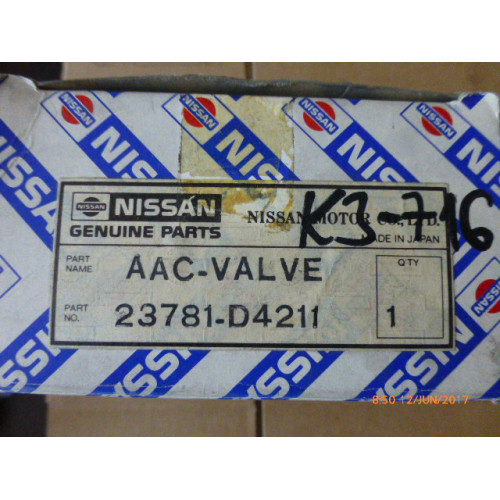 NISSAN
NISSAN NISSAN MOTOR CO., LTD.
GENUINE PARTS MADE IN JAPAN
K3-716
PART NAME AAC-VALVE QTY
PART NO. 23781-D4211 1
8:50 12/JUN/2017